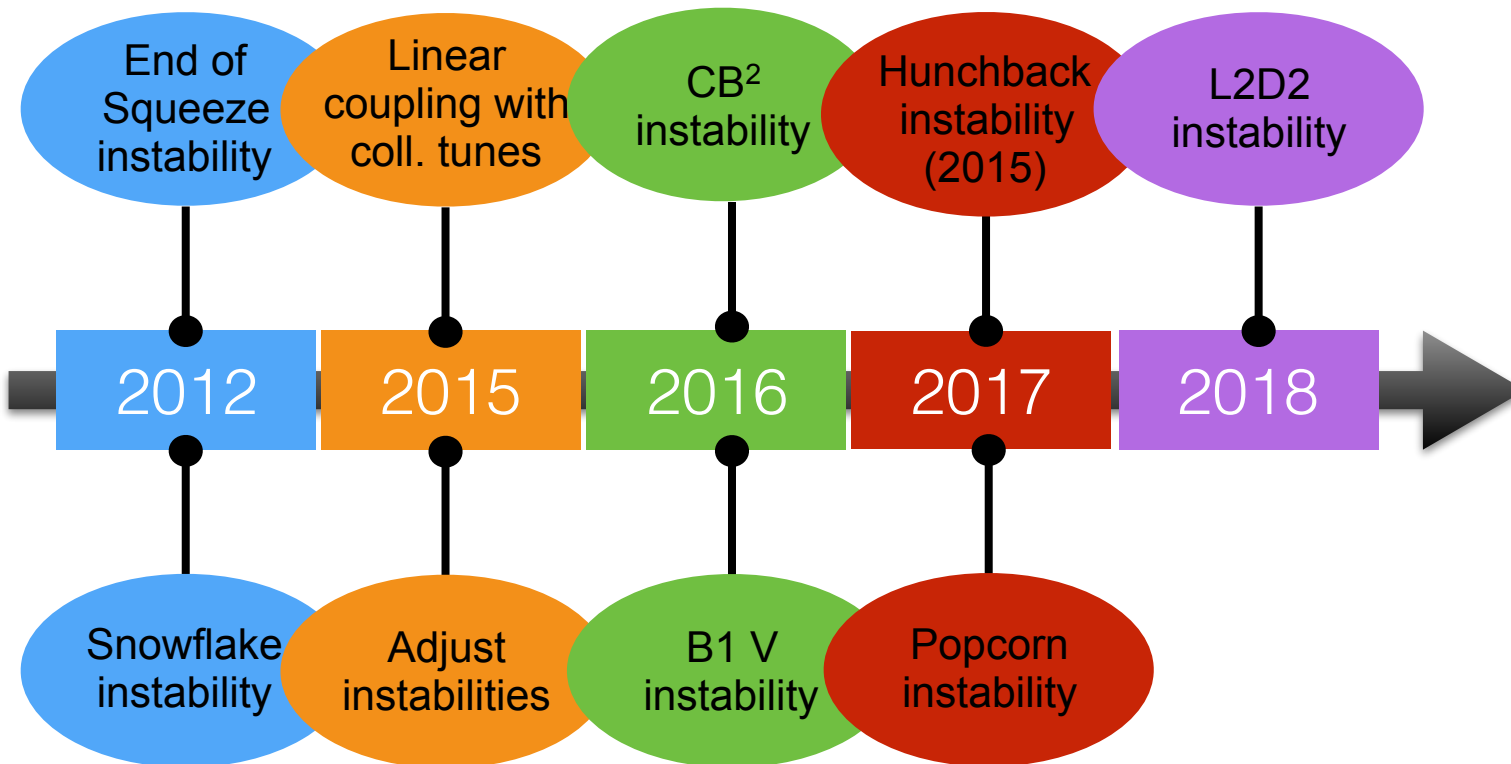 End of
Squeeze
instability
Linear
coupling with
coll. tunes
CB²
instability
Hunchback
instability
(2015)
L2D2
instability
2012
2015
2016
2017
2018
Snowflake
instability
Adjust
instabilities
B1 V
instability
Popcorn
instability